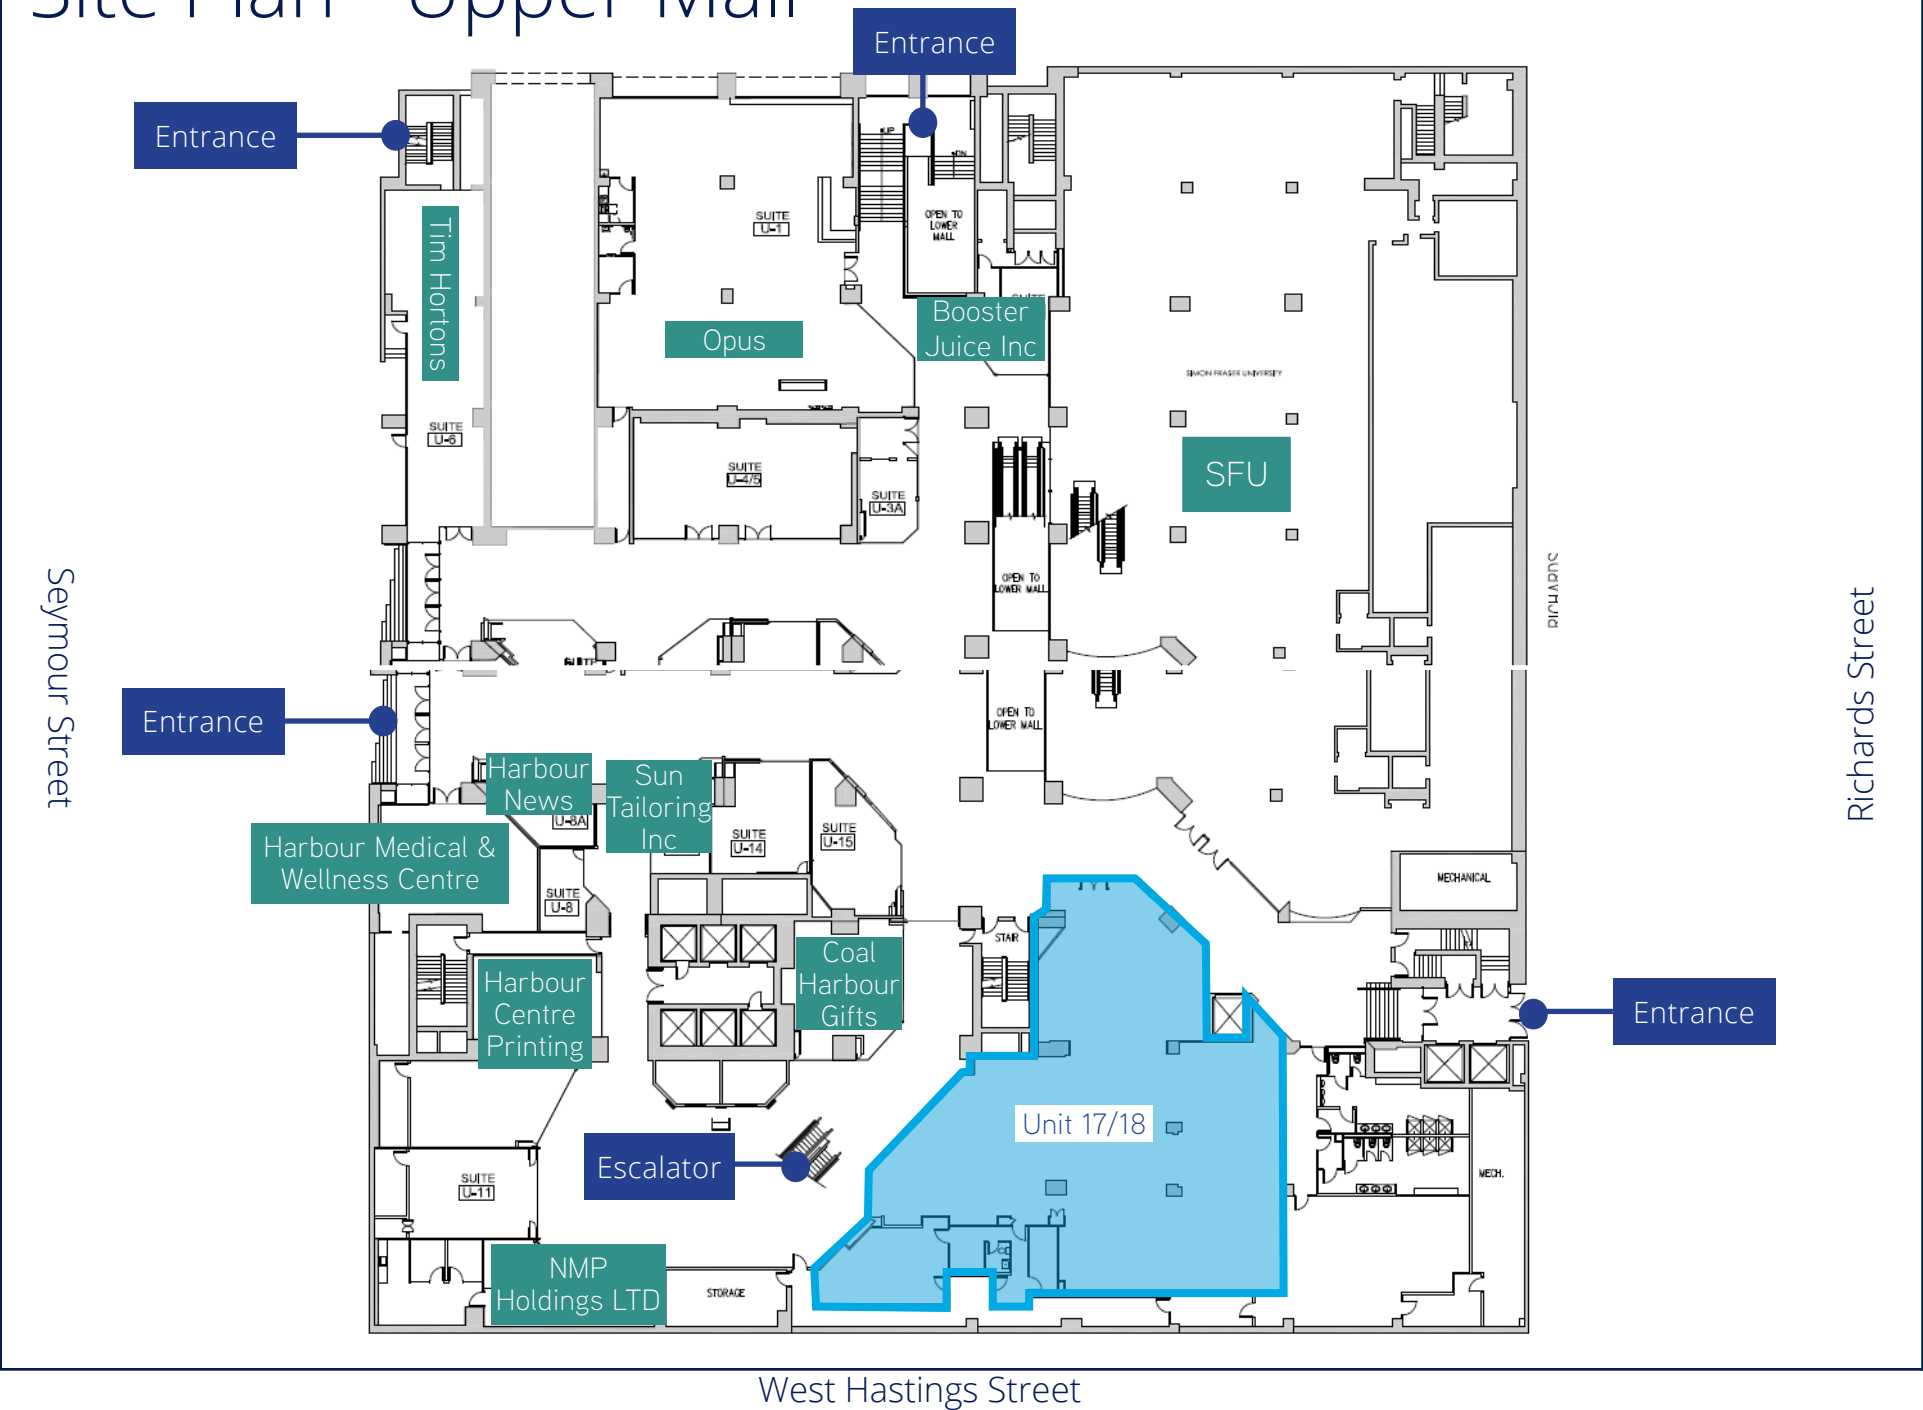 Site Plan - Upper Mall
Entrance
Entrance
UP
DN
OPEN TO
LOWER
MALL
SUITE
U-1
Tim Hortons
Opus
Booster
Juice Inc
SIMON FRASER UNIVERSITY
SUITE
U-6
SUITE
U-4/5
SUITE
U-3A
SFU
OPEN TO
LOWER MALL
RICHARDS
Seymour Street
Richards Street
Entrance
OPEN TO
LOWER MALL
Harbour
News
U-8A
Sun
Tailoring
Inc
SUITE
U-14
SUITE
U-15
Harbour Medical &
Wellness Centre
SUITE
U-8
MECHANICAL
STAIR
Coal
Harbour
Gifts
Harbour
Centre
Printing
Entrance
Unit 17/18
Escalator
SUITE
U-11
MECH.
NMP
Holdings LTD
STORAGE
West Hastings Street